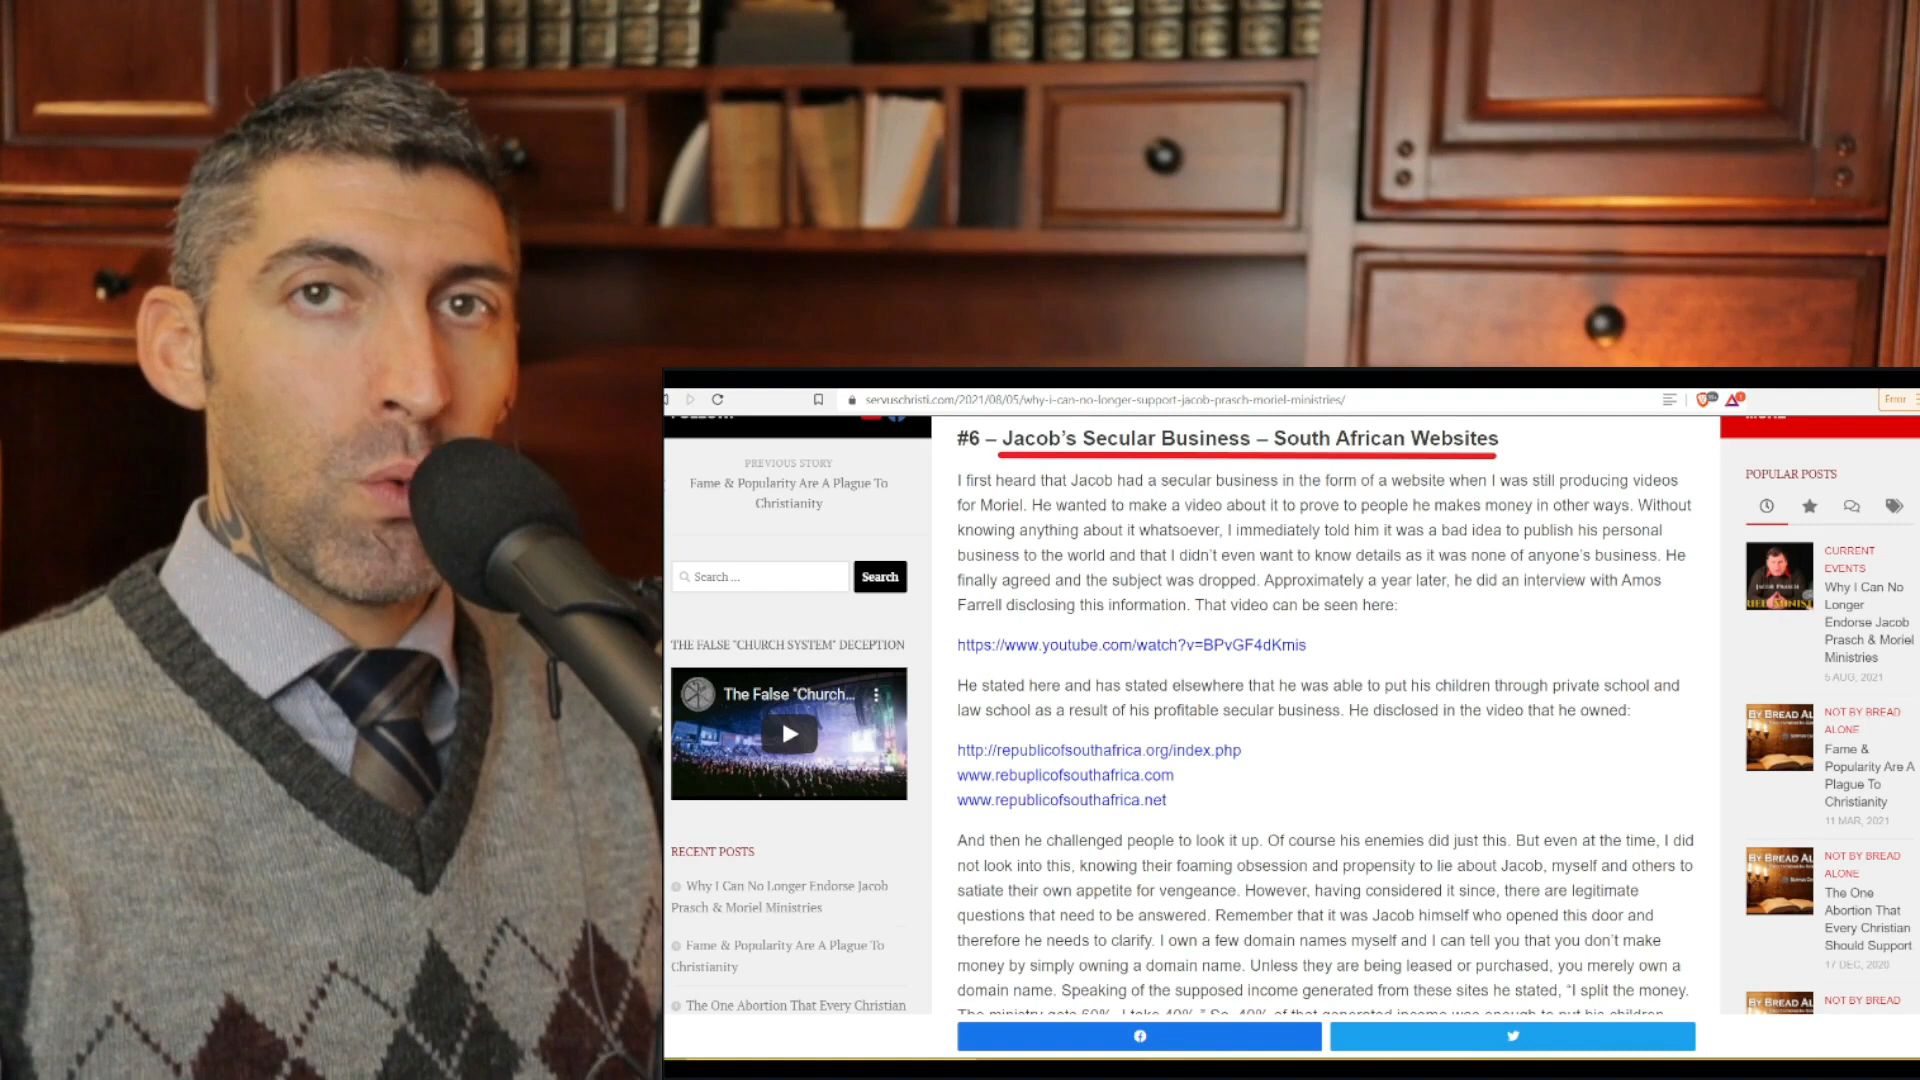 servuschristi.com/2021/08/05/why-i-can-no-longer-support-jacob-prasch-moriel-ministries/
Error
PREVIOUS STORY
Fame & Popularity Are A Plague To
Christianity
Search ...
Search
THE FALSE "CHURCH SYSTEM" DECEPTION
The False "Church...
RECENT POSTS
Why I Can No Longer Endorse Jacob
Prasch & Moriel Ministries
Fame & Popularity Are A Plague To
Christianity
The One Abortion That Every Christian
#6 – Jacob's Secular Business – South African Websites
I first heard that Jacob had a secular business in the form of a website when I was still producing videos
for Moriel. He wanted to make a video about it to prove to people he makes money in other ways. Without
knowing anything about it whatsoever, I immediately told him it was a bad idea to publish his personal
business to the world and that I didn't even want to know details as it was none of anyone's business. He
finally agreed and the subject was dropped. Approximately a year later, he did an interview with Amos
Farrell disclosing this information. That video can be seen here:
https://www.youtube.com/watch?v=BPvGF4dKmis
He stated here and has stated elsewhere that he was able to put his children through private school and
law school as a result of his profitable secular business. He disclosed in the video that he owned:
http://republicofsouthafrica.org/index.php
www.rebuplicofsouthafrica.com
www.republicofsouthafrica.net
And then he challenged people to look it up. Of course his enemies did just this. But even at the time, I did
not look into this, knowing their foaming obsession and propensity to lie about Jacob, myself and others to
satiate their own appetite for vengeance. However, having considered it since, there are legitimate
questions that need to be answered. Remember that it was Jacob himself who opened this door and
therefore he needs to clarify. I own a few domain names myself and I can tell you that you don't make
money by simply owning a domain name. Unless they are being leased or purchased, you merely own a
domain name. Speaking of the supposed income generated from these sites he stated, "I split the money.
POPULAR POSTS
JACOB PRASCH
CURRENT
EVENTS
Why I Can No
Longer
Endorse Jacob
Prasch & Moriel
Ministries
5 AUG, 2021
BY BREAD AL
NOT BY BREAD
ALONE
Fame &
Popularity Are A
Plague To
Christianity
11 MAR, 2021
BY BREAD AL
NOT BY BREAD
ALONE
The One
Abortion That
Every Christian
Should Support
17 DEC, 2020
BY BREAD AL
NOT BY BREAD